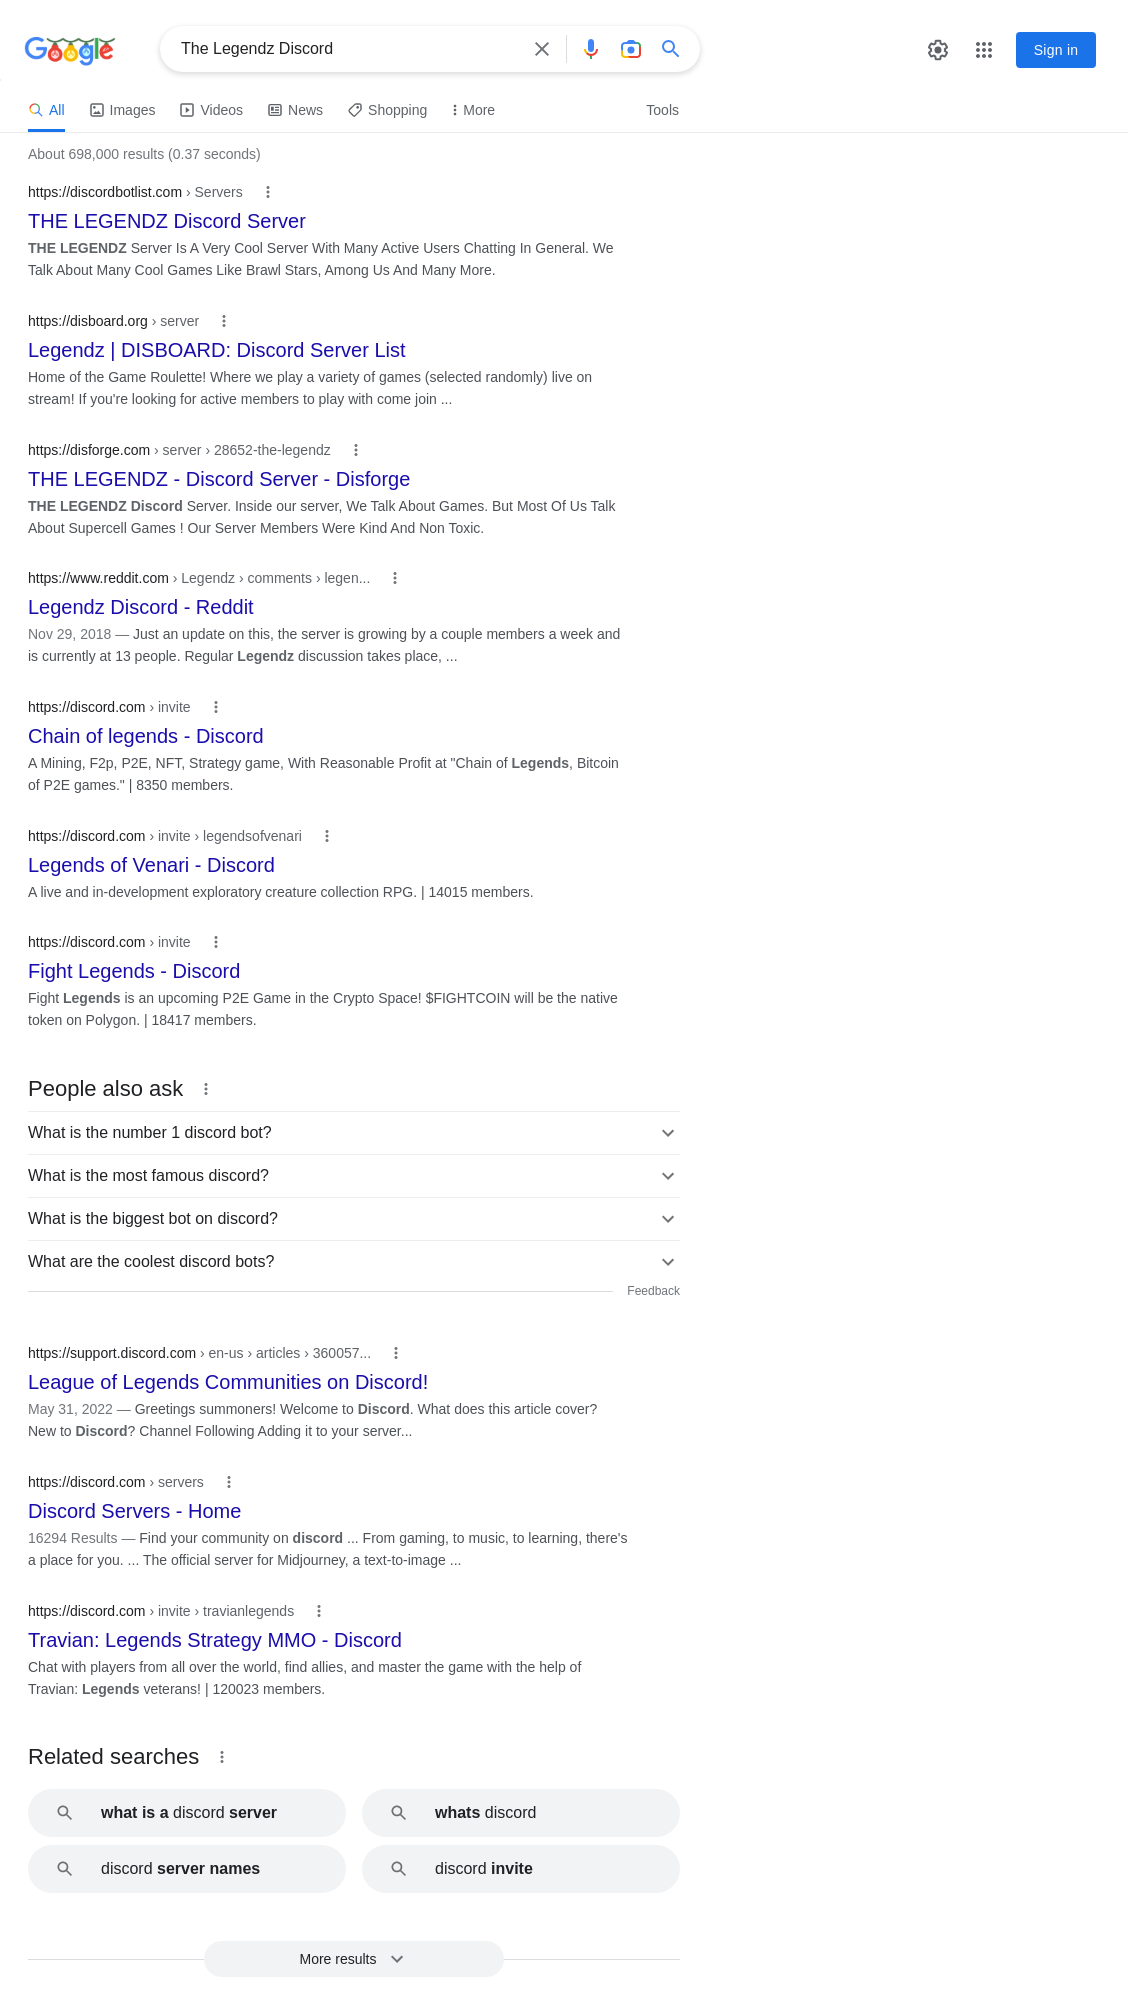 Google
The Legendz Discord
Sign in
All
Images
Videos
News
Shopping
More
Tools
About 698,000 results (0.37 seconds)
https://discordbotlist.com › Servers
THE LEGENDZ Discord Server
THE LEGENDZ Server Is A Very Cool Server With Many Active Users Chatting In General. We
Talk About Many Cool Games Like Brawl Stars, Among Us And Many More.
https://disboard.org › server
Legendz | DISBOARD: Discord Server List
Home of the Game Roulette! Where we play a variety of games (selected randomly) live on
stream! If you're looking for active members to play with come join ...
https://disforge.com › server › 28652-the-legendz
THE LEGENDZ - Discord Server - Disforge
THE LEGENDZ Discord Server. Inside our server, We Talk About Games. But Most Of Us Talk
About Supercell Games ! Our Server Members Were Kind And Non Toxic.
https://www.reddit.com › Legendz › comments › legen...
Legendz Discord - Reddit
Nov 29, 2018 — Just an update on this, the server is growing by a couple members a week and
is currently at 13 people. Regular Legendz discussion takes place, ...
https://discord.com › invite
Chain of legends - Discord
A Mining, F2p, P2E, NFT, Strategy game, With Reasonable Profit at "Chain of Legends, Bitcoin
of P2E games." | 8350 members.
https://discord.com › invite › legendsofvenari
Legends of Venari - Discord
A live and in-development exploratory creature collection RPG. | 14015 members.
https://discord.com › invite
Fight Legends - Discord
Fight Legends is an upcoming P2E Game in the Crypto Space! $FIGHTCOIN will be the native
token on Polygon. | 18417 members.
People also ask
What is the number 1 discord bot?
What is the most famous discord?
What is the biggest bot on discord?
What are the coolest discord bots?
Feedback
https://support.discord.com › en-us › articles › 360057...
League of Legends Communities on Discord!
May 31, 2022 — Greetings summoners! Welcome to Discord. What does this article cover?
New to Discord? Channel Following Adding it to your server...
https://discord.com › servers
Discord Servers - Home
16294 Results — Find your community on discord ... From gaming, to music, to learning, there's
a place for you. ... The official server for Midjourney, a text-to-image ...
https://discord.com › invite › travianlegends
Travian: Legends Strategy MMO - Discord
Chat with players from all over the world, find allies, and master the game with the help of
Travian: Legends veterans! | 120023 members.
Related searches
what is a discord server
whats discord
discord server names
discord invite
More results